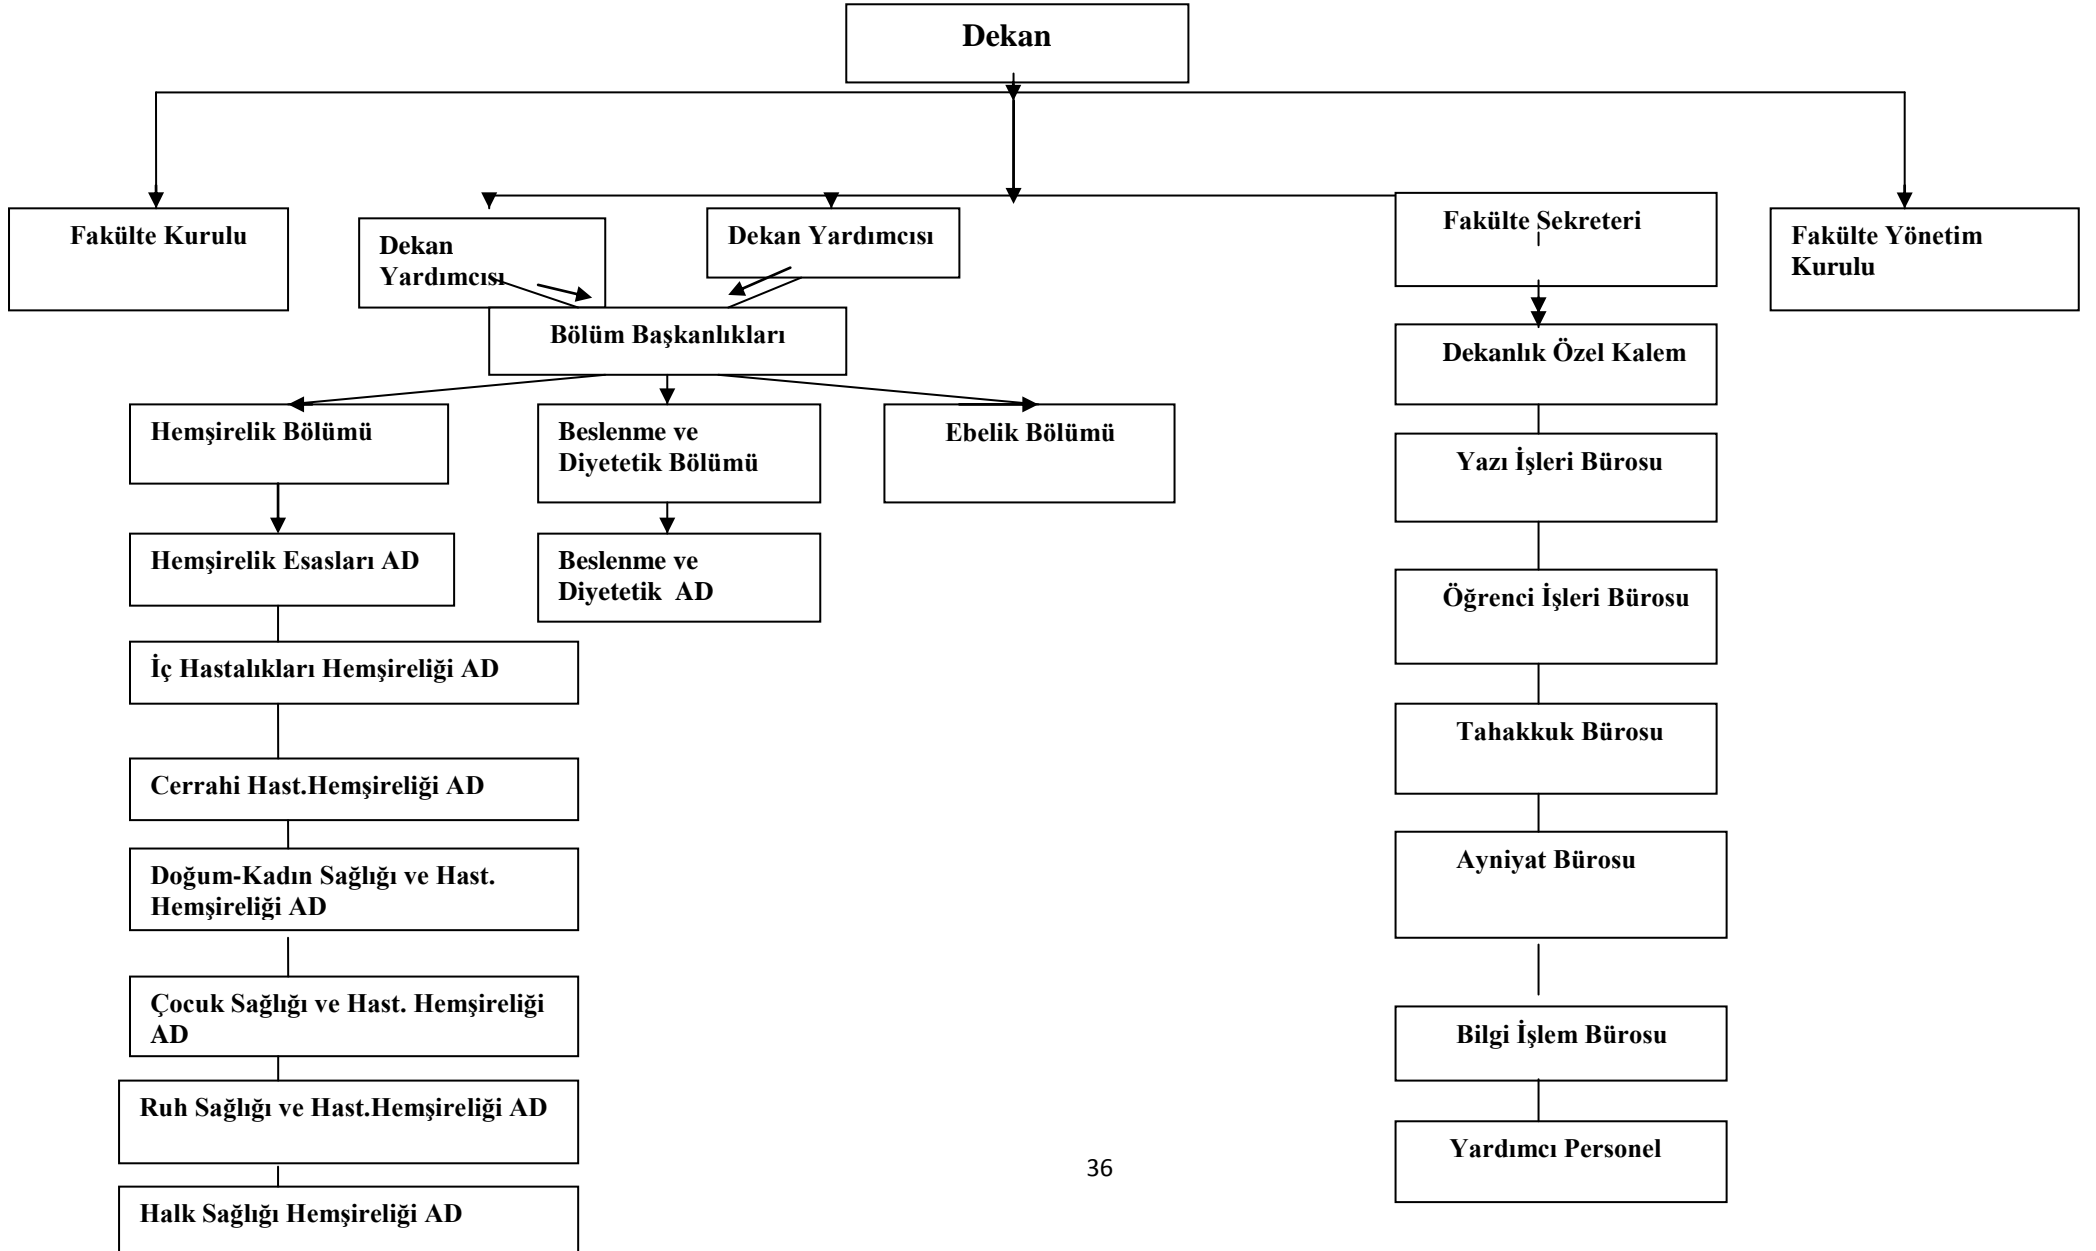 Dekan
Fakülte Kurulu
Dekan
Yardımcısı
Dekan Yardımcısı
Fakülte Sekreteri
Fakülte Yönetim
Kurulu
Bölüm Başkanlıkları
Dekanlık Özel Kalem
Hemşirelik Bölümü
Beslenme ve
Diyetetik Bölümü
Ebelik Bölümü
Yazı İşleri Bürosu
Hemşirelik Esasları AD
Beslenme ve
Diyetetik  AD
Öğrenci İşleri Bürosu
İç Hastalıkları Hemşireliği AD
Tahakkuk Bürosu
Cerrahi Hast.Hemşireliği AD
Doğum-Kadın Sağlığı ve Hast.
Hemşireliği AD
Ayniyat Bürosu
Çocuk Sağlığı ve Hast. Hemşireliği
AD
Bilgi İşlem Bürosu
Ruh Sağlığı ve Hast.Hemşireliği AD
Yardımcı Personel
36
Halk Sağlığı Hemşireliği AD